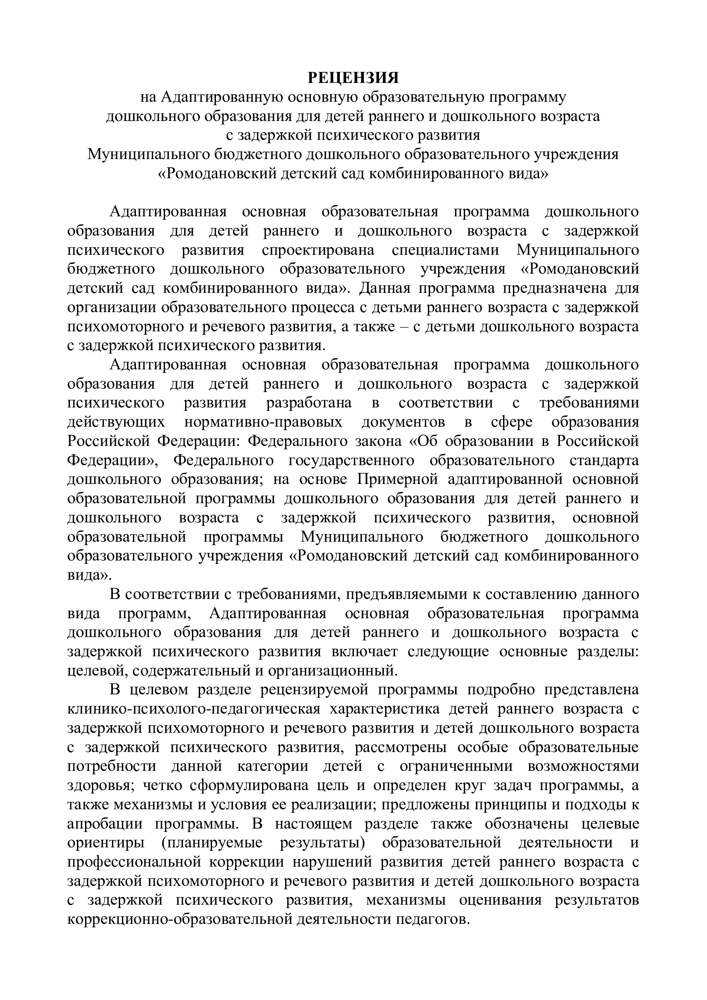 РЕЦЕНЗИЯ
на Адаптированную основную образовательную программу
дошкольного образования для детей раннего и дошкольного возраста
с задержкой психического развития
Муниципального бюджетного дошкольного образовательного учреждения
«Ромодановский детский сад комбинированного вида»
Адаптированная основная образовательная программа дошкольного
образования для детей раннего и дошкольного возраста с задержкой
психического развития спроектирована специалистами Муниципального
бюджетного дошкольного образовательного учреждения «Ромодановский
детский сад комбинированного вида». Данная программа предназначена для
организации образовательного процесса с детьми раннего возраста с задержкой
психомоторного и речевого развития, а также – с детьми дошкольного возраста
с задержкой психического развития.
Адаптированная основная образовательная программа дошкольного
образования для детей раннего и дошкольного возраста с задержкой
психического развития разработана в соответствии с требованиями
действующих нормативно-правовых документов в сфере образования
Российской Федерации: Федерального закона «Об образовании в Российской
Федерации», Федерального государственного образовательного стандарта
дошкольного образования; на основе Примерной адаптированной основной
образовательной программы дошкольного образования для детей раннего и
дошкольного возраста с задержкой психического развития, основной
образовательной программы Муниципального бюджетного дошкольного
образовательного учреждения «Ромодановский детский сад комбинированного
вида».
В соответствии с требованиями, предъявляемыми к составлению данного
вида программ, Адаптированная основная образовательная программа
дошкольного образования для детей раннего и дошкольного возраста с
задержкой психического развития включает следующие основные разделы:
целевой, содержательный и организационный.
В целевом разделе рецензируемой программы подробно представлена
клинико-психолого-педагогическая характеристика детей раннего возраста с
задержкой психомоторного и речевого развития и детей дошкольного возраста
с задержкой психического развития, рассмотрены особые образовательные
потребности данной категории детей с ограниченными возможностями
здоровья; четко сформулирована цель и определен круг задач программы, а
также механизмы и условия ее реализации; предложены принципы и подходы к
апробации программы. В настоящем разделе также обозначены целевые
ориентиры (планируемые результаты) образовательной деятельности и
профессиональной коррекции нарушений развития детей раннего возраста с
задержкой психомоторного и речевого развития и детей дошкольного возраста
с задержкой психического развития, механизмы оценивания результатов
коррекционно-образовательной деятельности педагогов.